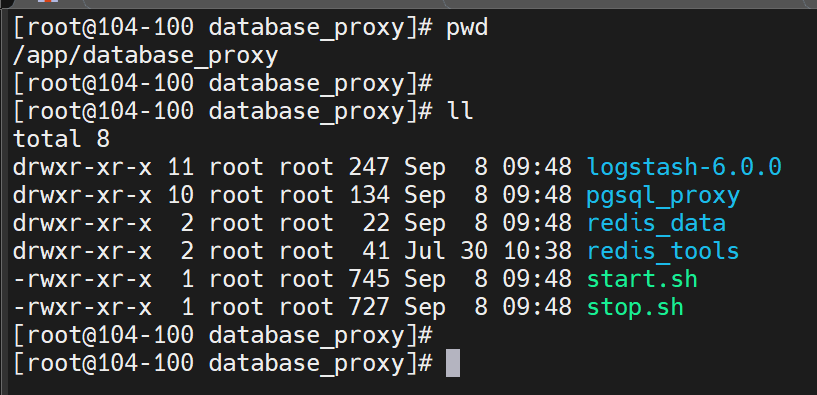 [root@104-100 database_proxy]# pwd
/app/database_proxy
[root@104-100 database_proxy]#
[root@104-100 database_proxy]# ll
total 8
drwxr-xr-x 11 root root 247 Sep  8 09:48 logstash-6.0.0
drwxr-xr-x 10 root root 134 Sep  8 09:48 pgsql_proxy
drwxr-xr-x  2 root root  22 Sep  8 09:48 redis_data
drwxr-xr-x  2 root root  41 Jul 30 10:38 redis_tools
-rwxr-xr-x  1 root root 745 Sep  8 09:48 start.sh
-rwxr-xr-x  1 root root 727 Sep  8 09:48 stop.sh
[root@104-100 database_proxy]#
[root@104-100 database_proxy]#